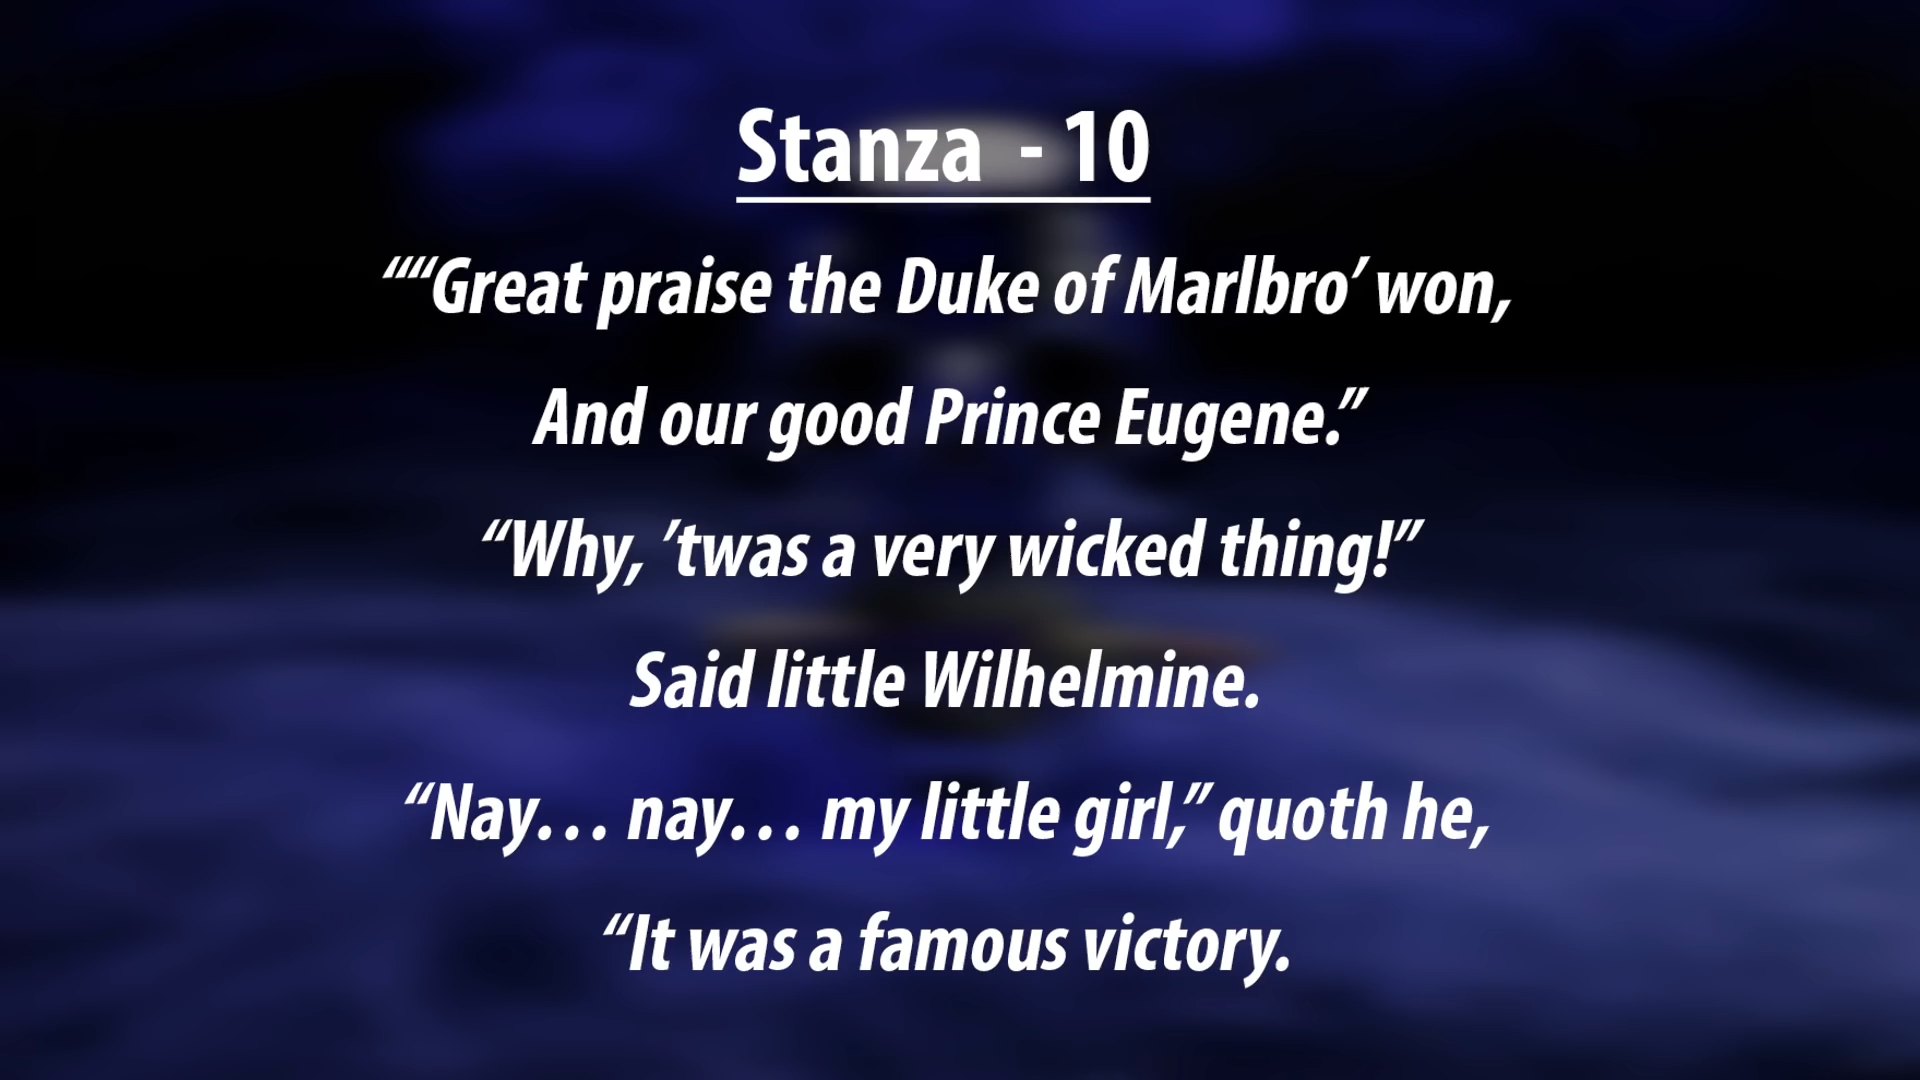 Stanza - 10
““Great praise the Duke of Marlbro’ won,
And our good Prince Eugene.”
“Why, ’twas a very wicked thing!”
Said little Wilhelmine.
“Nay… nay… my little girl,” quoth he,
“It was a famous victory.